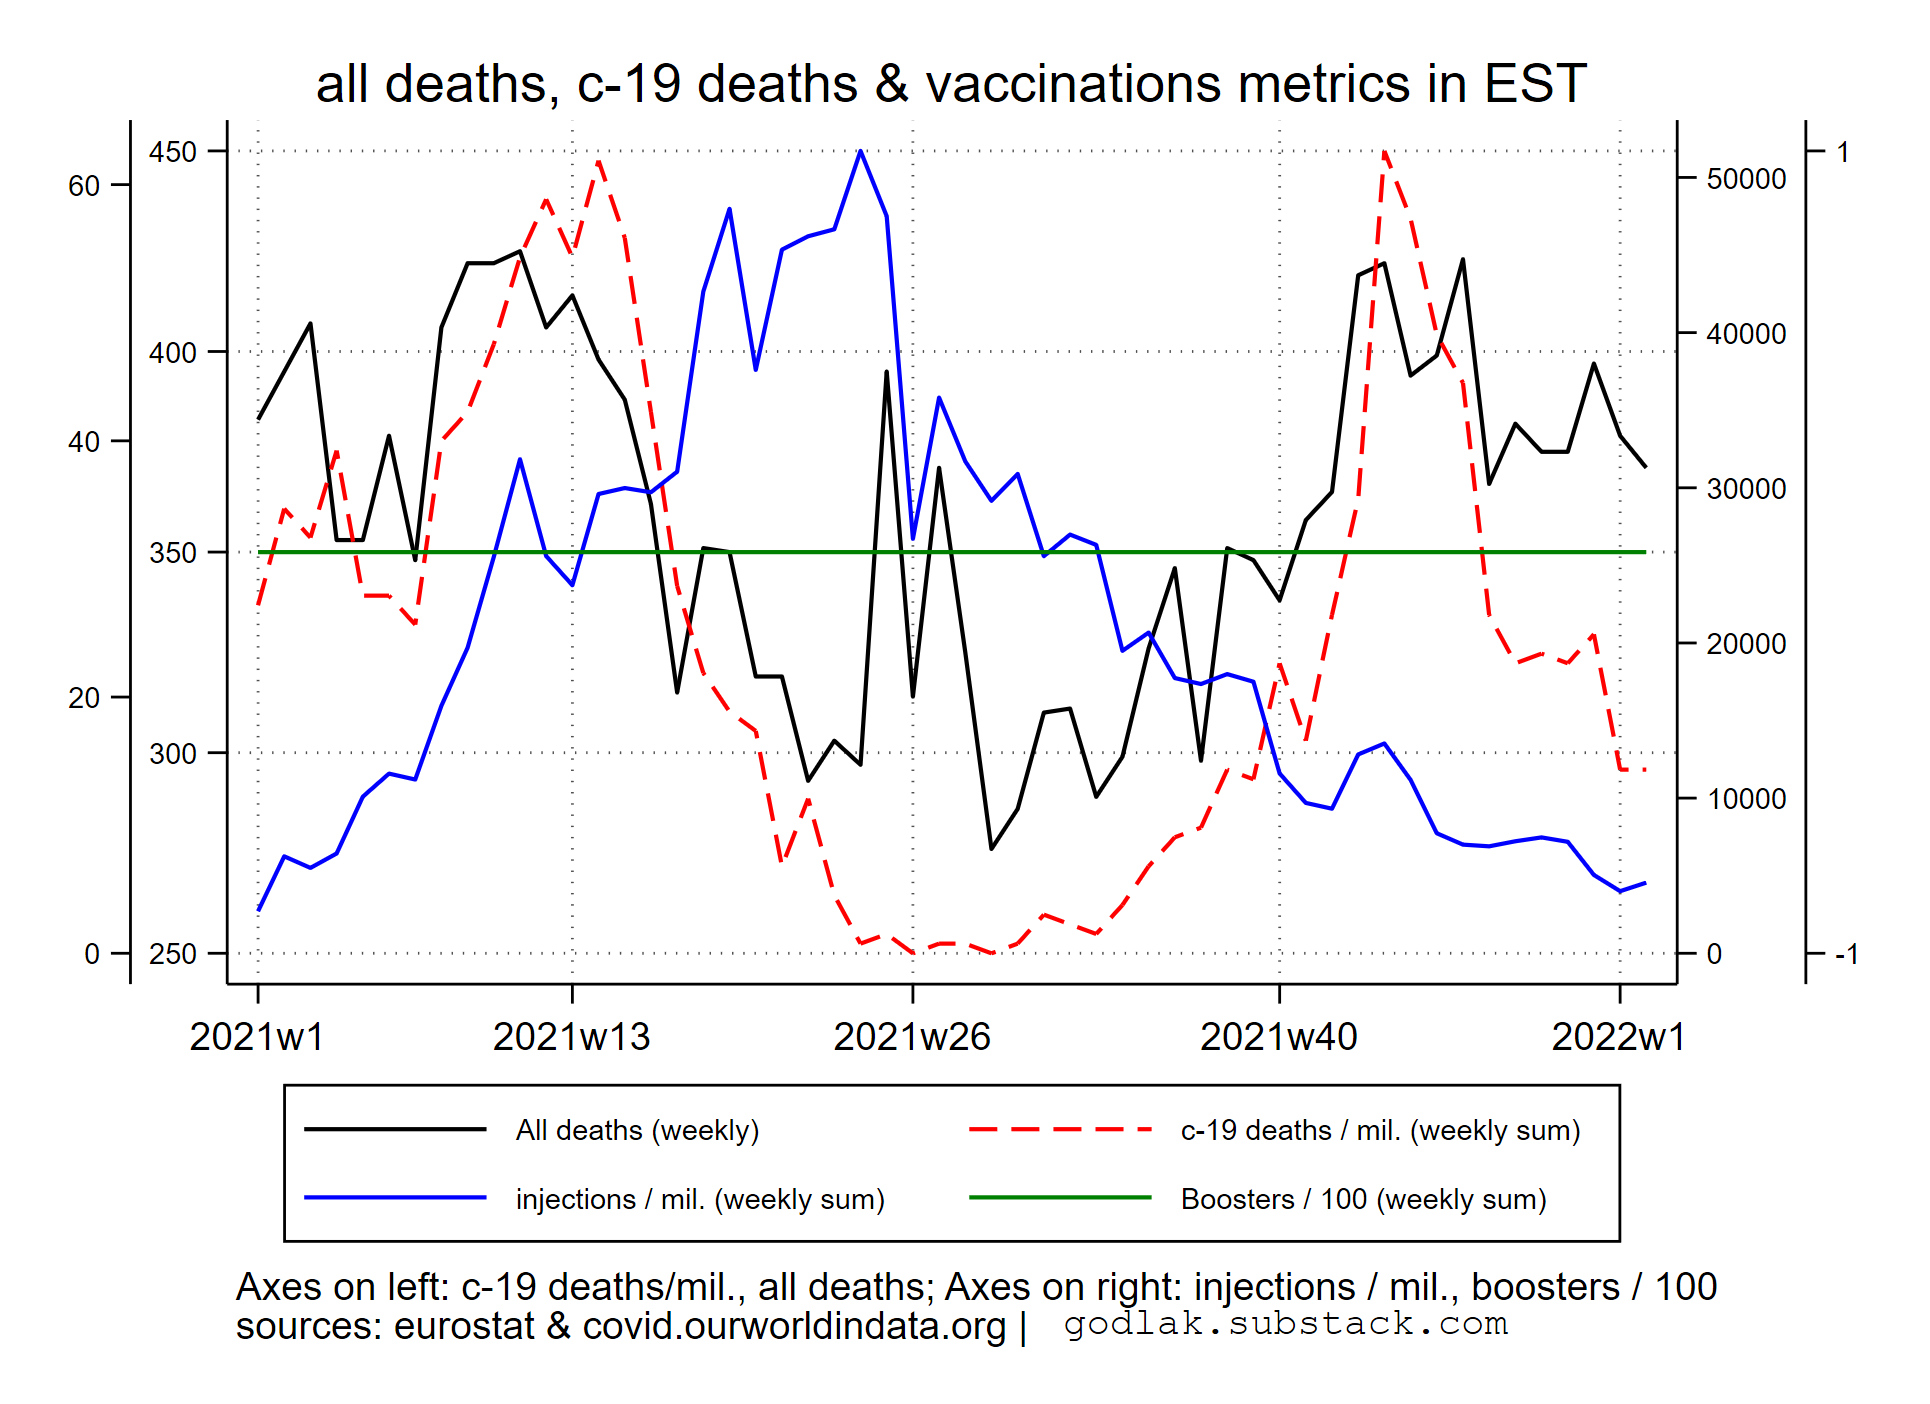 all deaths, c-19 deaths & vaccinations metrics in EST
60
40
20
0
450
400
350
300
250
50000
40000
30000
20000
10000
0
1
-1
2021w1 2021w13 2021w26 2021w40 2022w1
All deaths (weekly) c-19 deaths / mil. (weekly sum)
injections / mil. (weekly sum) Boosters / 100 (weekly sum)
Axes on left: c-19 deaths/mil., all deaths; Axes on right: injections / mil., boosters / 100
sources: eurostat & covid.ourworldindata.org | godlak.substack.com